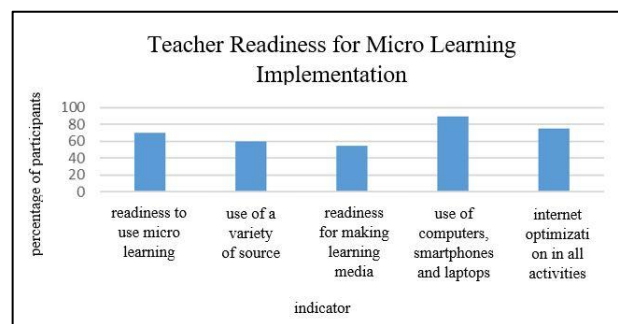 Teacher Readiness for Micro Learning
Implementation
percentage of participants
100
80
60
40
20
0
readiness to
use micro
learning
use of a
variety
of source
readiness
for making
learning
media
use of
computers,
smartphones
and laptops
internet
optimizati
on in all
activities
indicator